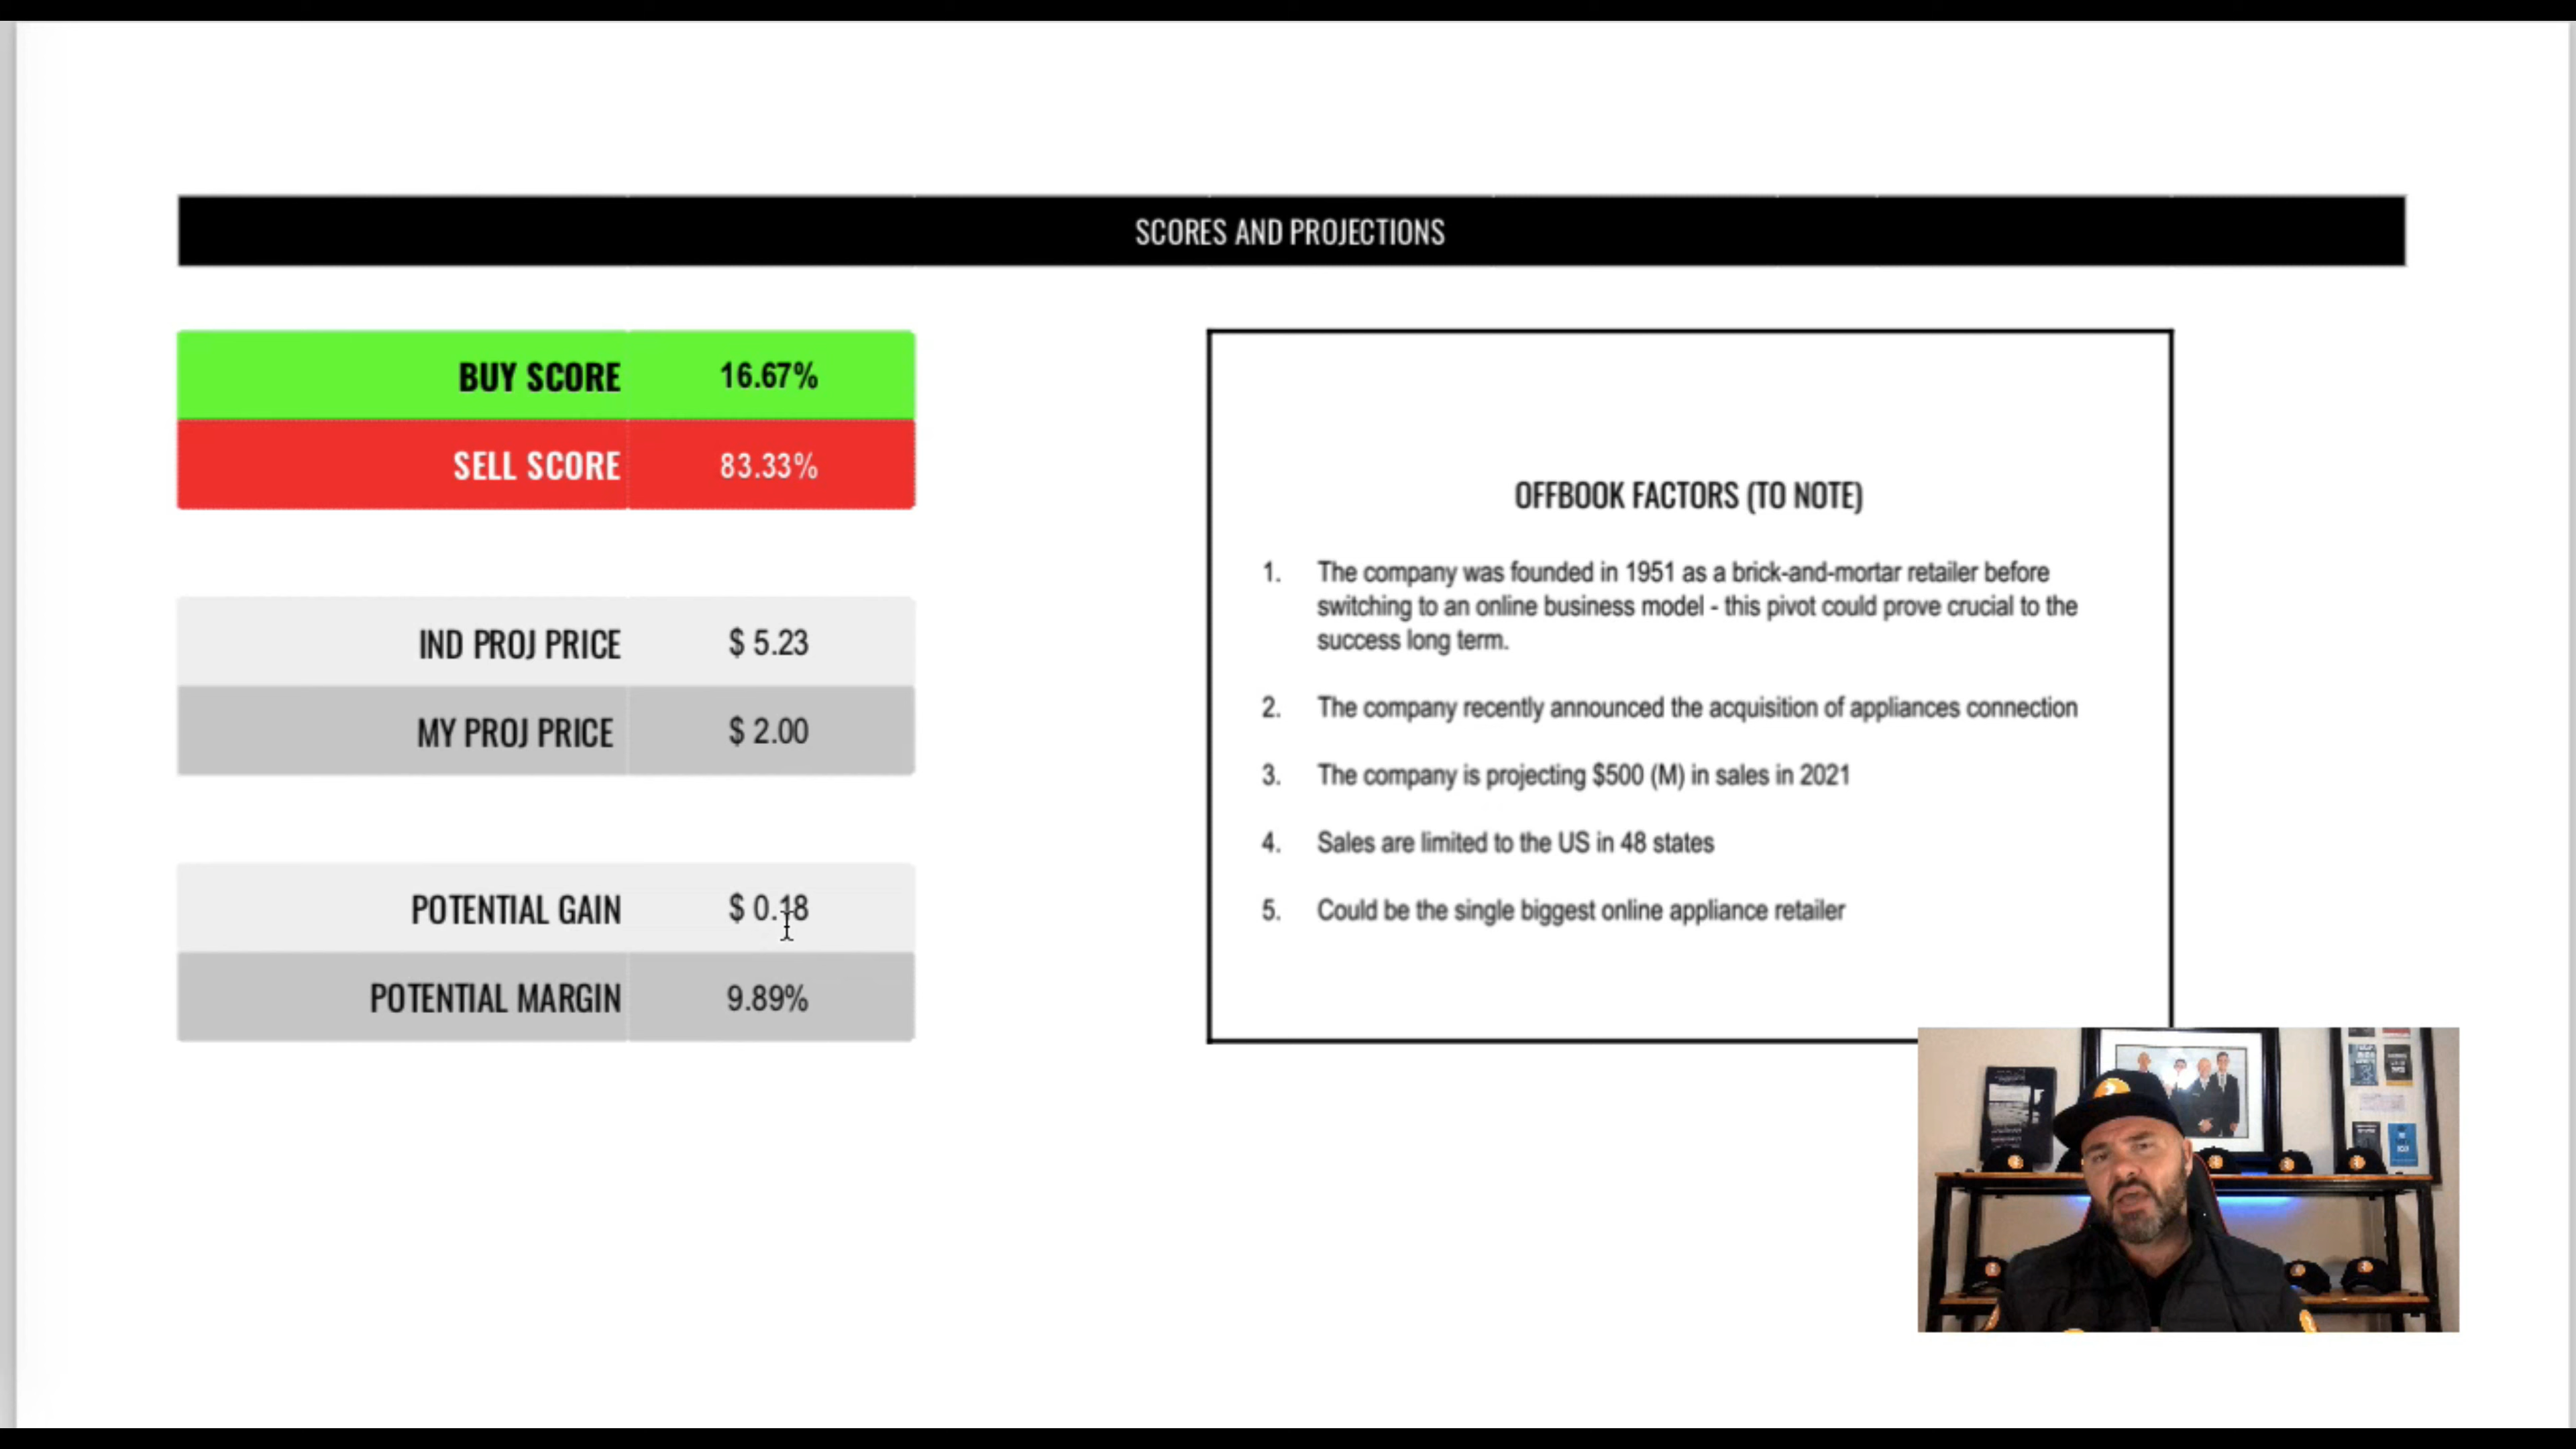 SCORES AND PROJECTIONS
BUY SCORE 16.67%
SELL SCORE 83.33%
IND PROJ PRICE $ 5.23
MY PROJ PRICE $ 2.00
POTENTIAL GAIN $ 0.18
POTENTIAL MARGIN 9.89%
OFFBOOK FACTORS (TO NOTE)
1. The company was founded in 1951 as a brick-and-mortar retailer before
switching to an online business model - this pivot could prove crucial to the
success long term.
2. The company recently announced the acquisition of appliances connection
3. The company is projecting $500 (M) in sales in 2021
4. Sales are limited to the US in 48 states
5. Could be the single biggest online appliance retailer